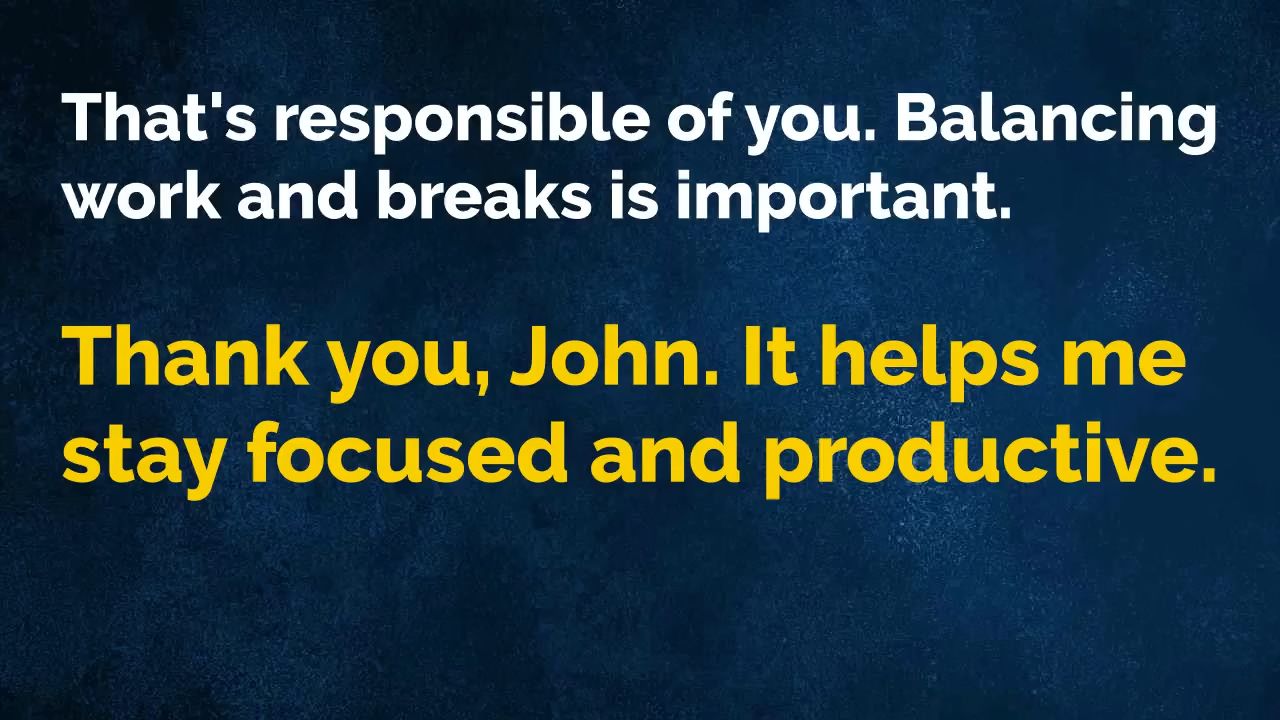 That's responsible of you. Balancing
work and breaks is important.
Thank you, John. It helps me
stay focused and productive.